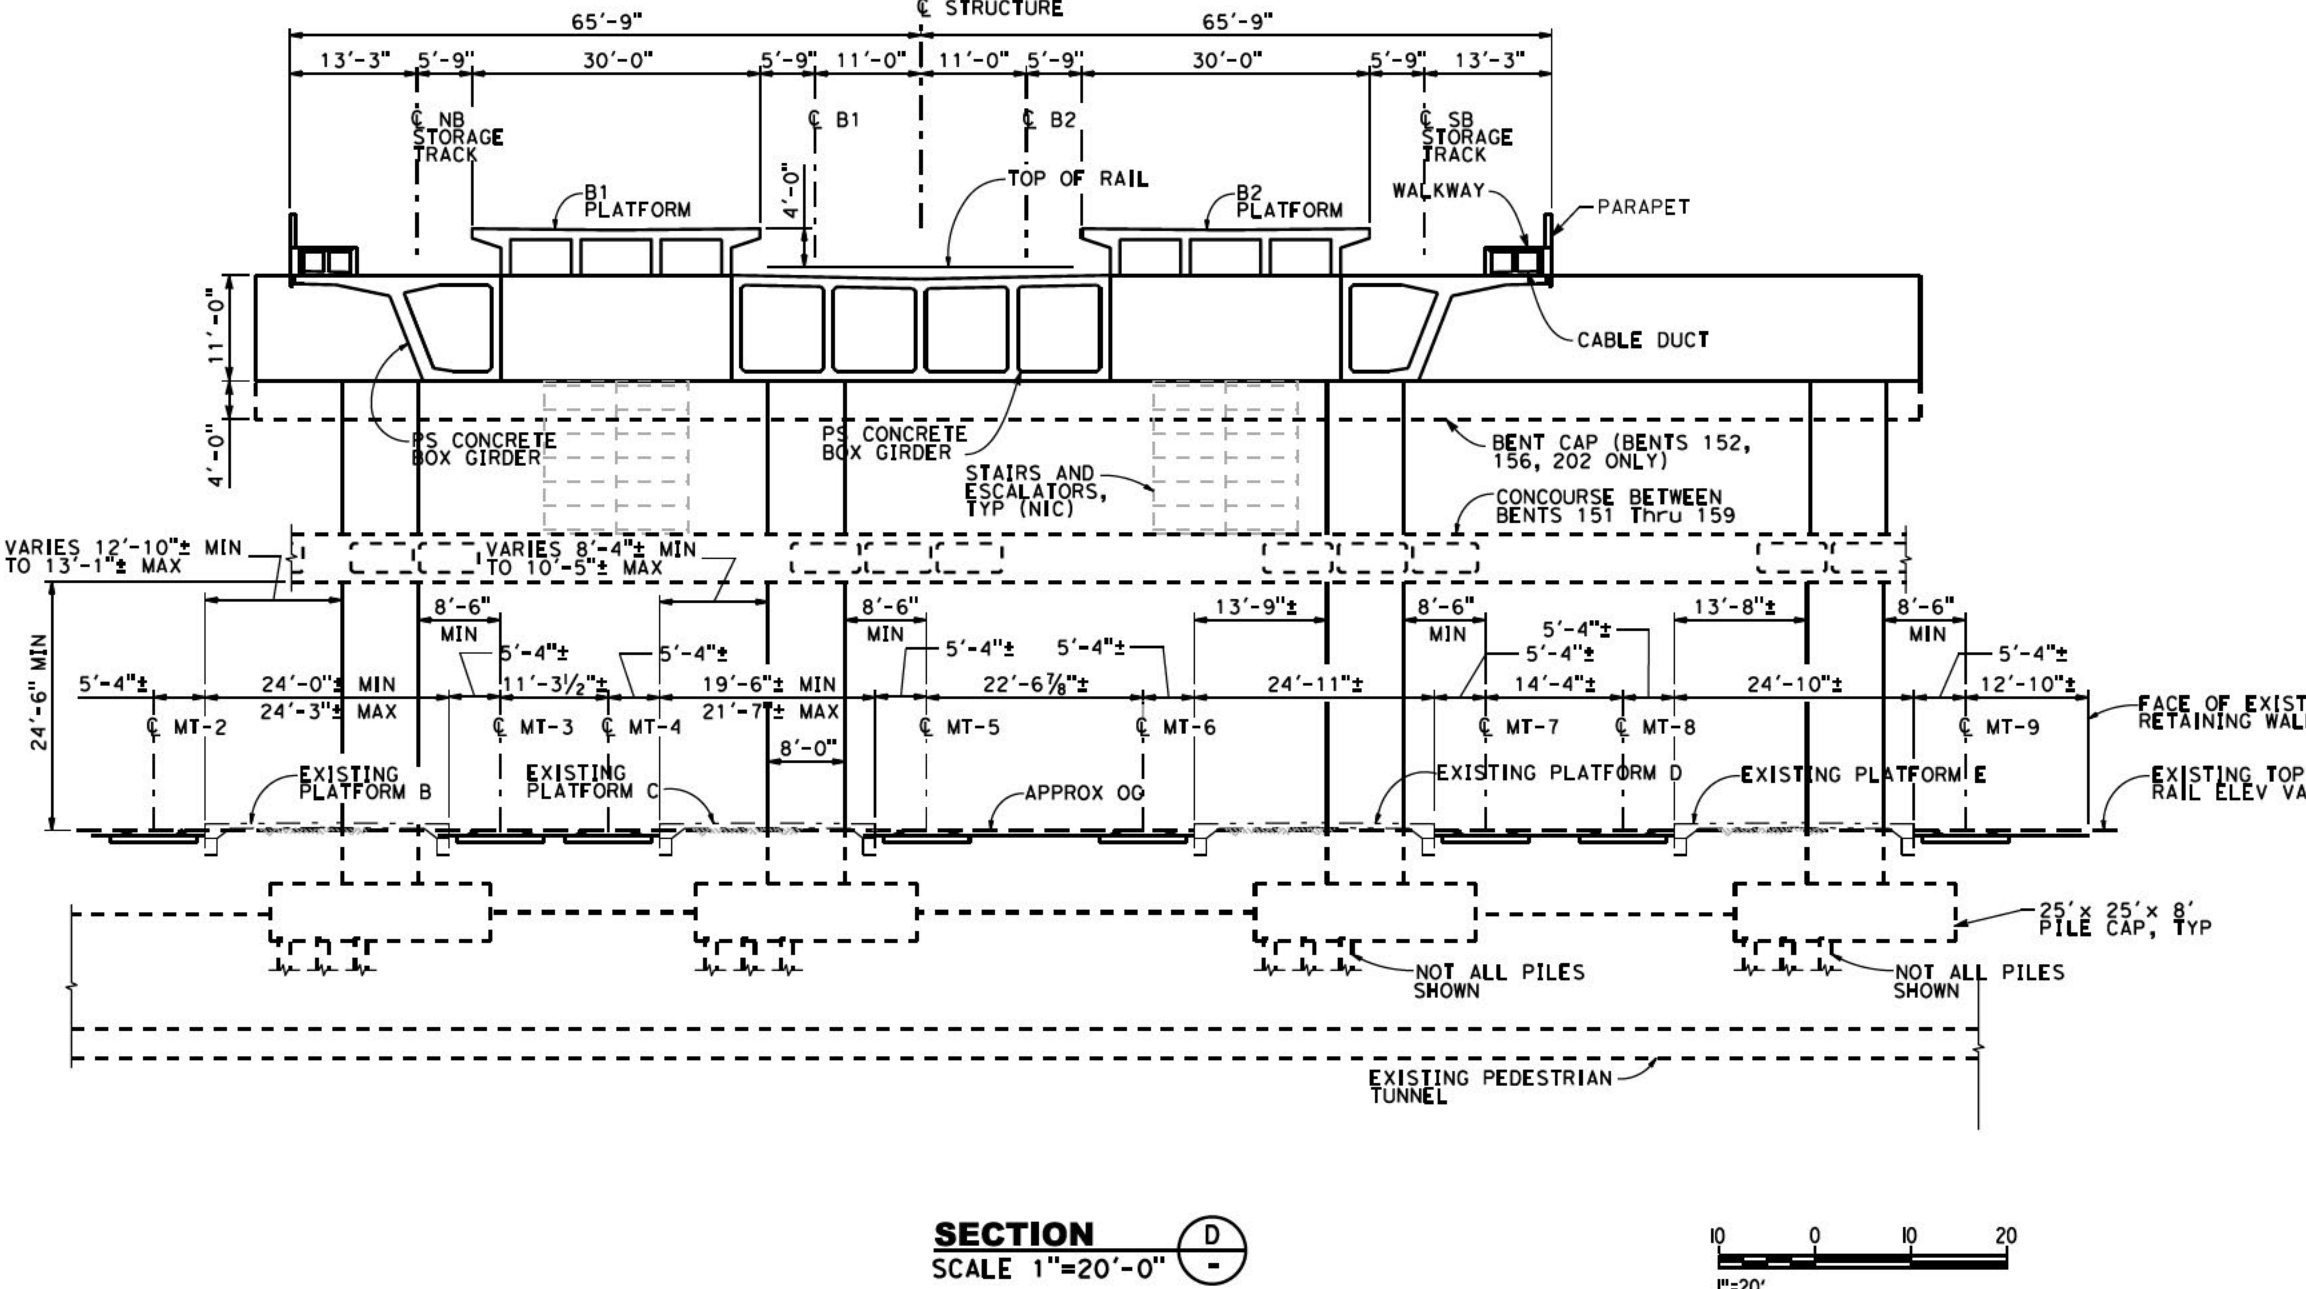 ℄ STRUCTURE
65'-9" 65'-9"
13'-3" 5'-9" 30'-0" 5'-9" 11'-0" 11'-0" 5'-9" 30'-0" 5'-9" 13'-3"
℄ NB
STORAGE
TRACK
℄ B1
℄ B2
℄ SB
STORAGE
TRACK
B1
PLATFORM
4'-0"
TOP OF RAIL
B2
PLATFORM
WALKWAY
PARAPET
11'-0"
CABLE DUCT
4'-0"
PS CONCRETE
BOX GIRDER
PS CONCRETE
BOX GIRDER
STAIRS AND
ESCALATORS,
TYP (NIC)
BENT CAP (BENTS 152,
156, 202 ONLY)
CONCOURSE BETWEEN
BENTS 151 Thru 159
VARIES 12'-10"± MIN
TO 13'-1"± MAX
VARIES 8'-4"± MIN
TO 10'-5"± MAX
24'-6" MIN
8'-6"
MIN
8'-6"
MIN
13'-9"±
8'-6"
MIN
13'-8"±
8'-6"
MIN
5'-4"± 5'-4"± 5'-4"± 5'-4"± 5'-4"± 5'-4"± 5'-4"±
5'-4"± 24'-0"± MIN 11'-3½"± 19'-6"± MIN 22'-6⅞"± 24'-11"± 14'-4"± 24'-10"± 12'-10"±
24'-3"± MAX 21'-7"± MAX
℄ MT-2 ℄ MT-3 ℄ MT-4 ℄ MT-5 ℄ MT-6 ℄ MT-7 ℄ MT-8 ℄ MT-9
FACE OF EXIST
RETAINING
8'-0"
EXISTING
PLATFORM B
EXISTING
PLATFORM C
APPROX OG
EXISTING PLATFORM D
EXISTING PLATFORM E
EXISTING TOP
RAIL ELEV
25'x 25'x 8'
PILE CAP, TYP
NOT ALL PILES
SHOWN
NOT ALL PILES
SHOWN
EXISTING PEDESTRIAN
TUNNEL
SECTION D
SCALE 1"=20'-0" -
10 0 10 20
1"=20'